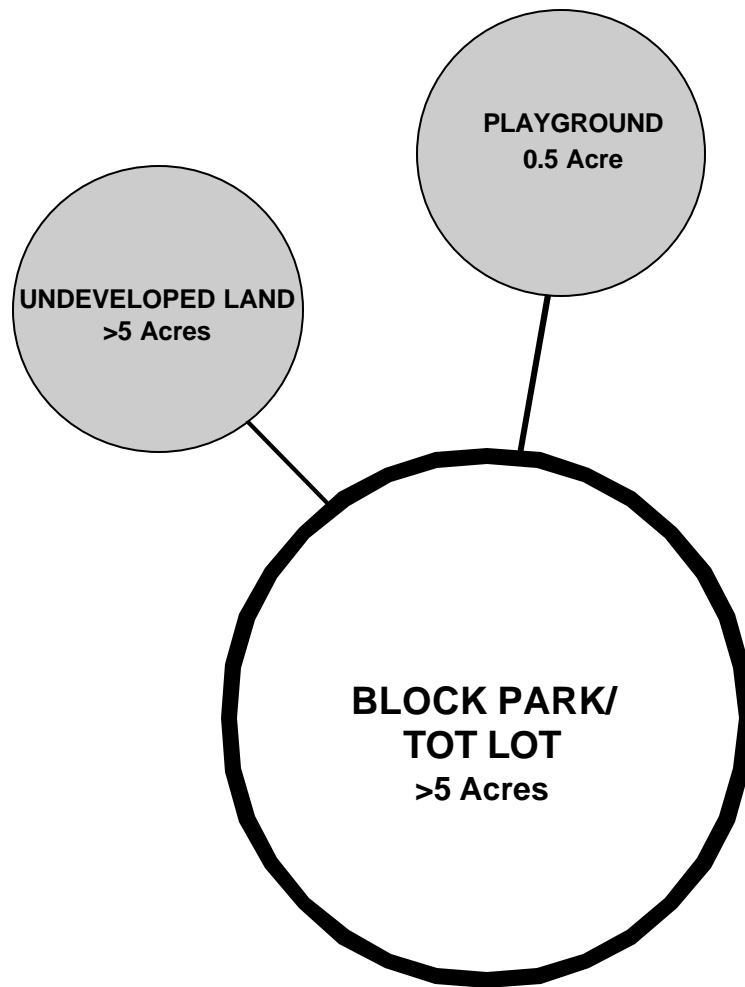 PLAYGROUND
0.5 Acre
UNDEVELOPED LAND
>5 Acres
BLOCK PARK/
TOT LOT
>5 Acres